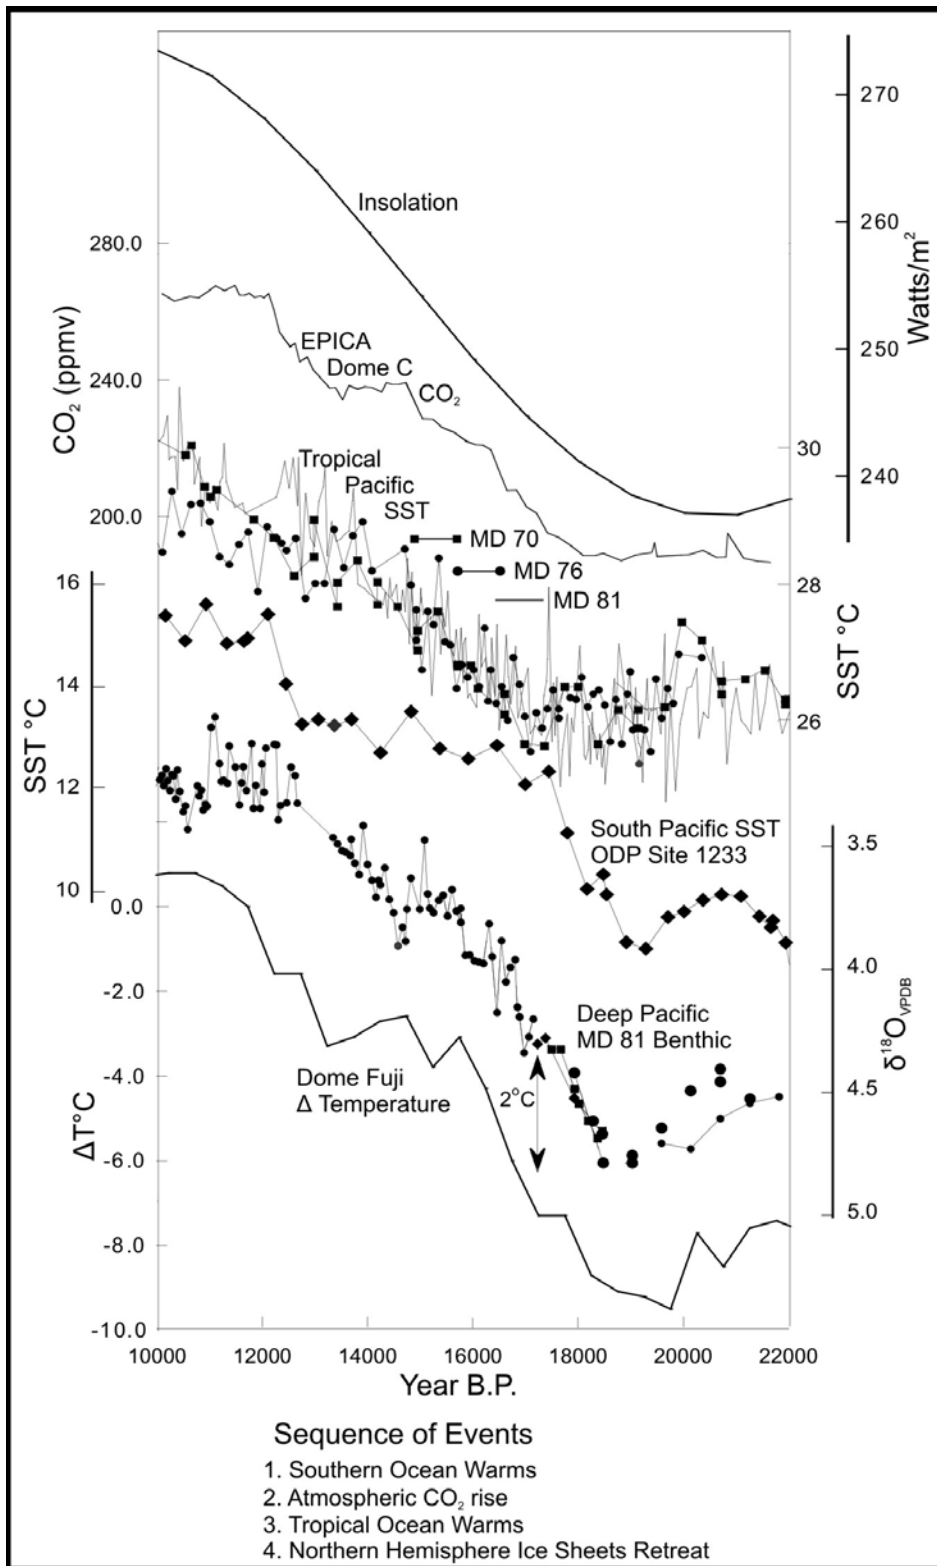 270
Insolation
260
280.0
Watts/m²
EPICA
250
Dome C
CO₂
CO₂ (ppmv)
240.0
30
240
Tropical
Pacific
SST
200.0
MD 70
MD 76
16
28
MD 81
SST °C
14
26
SST °C
12
South Pacific SST
ODP Site 1233
3.5
10
0.0
4.0
-2.0
Deep Pacific
MD 81 Benthic
δ¹⁸O VPDB
Dome Fuji
Δ Temperature
2°C
-4.0
4.5
ΔT°C
-6.0
5.0
-8.0
-10.0
10000 12000 14000 16000 18000 20000 22000
Year B.P.
Sequence of Events
1. Southern Ocean Warms
2. Atmospheric CO₂ rise
3. Tropical Ocean Warms
4. Northern Hemisphere Ice Sheets Retreat